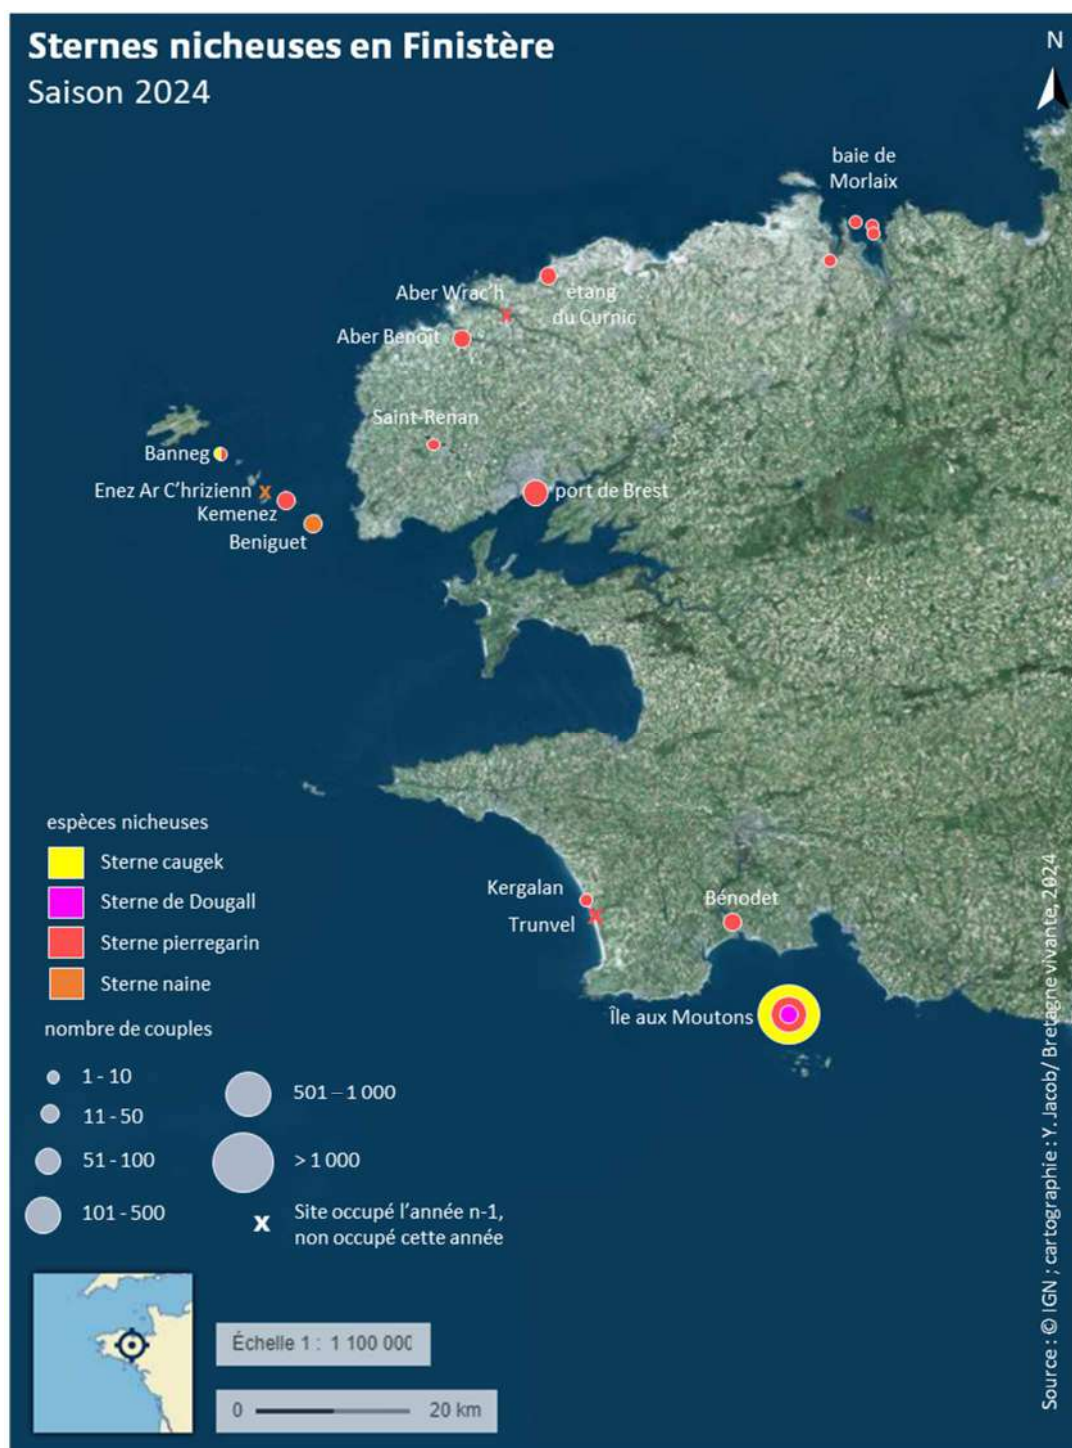 Sternes nicheuses en Finistère
Saison 2024
N
baie de
Morlaix
Aber Wrac'h
etang
du Curnic
Aber Benoit
Saint-Renan
Banneg
Enez Ar C'hrizienn
port de Brest
Kemenez
Beniguet
espèces nicheuses
Sterne caugek
Sterne de Dougall
Sterne pierregarin
Sterne naine
Kergalan
Trunvel
Bénodet
Île aux Moutons
nombre de couples
1 - 10
11 - 50
51 - 100
101 - 500
501 – 1 000
> 1 000
x
Site occupé l'année n-1,
non occupé cette année
Échelle 1 : 1 100 000
0 20 km
Source : © IGN ; cartographie : Y. Jacob/ Bretagne vivante, 2024